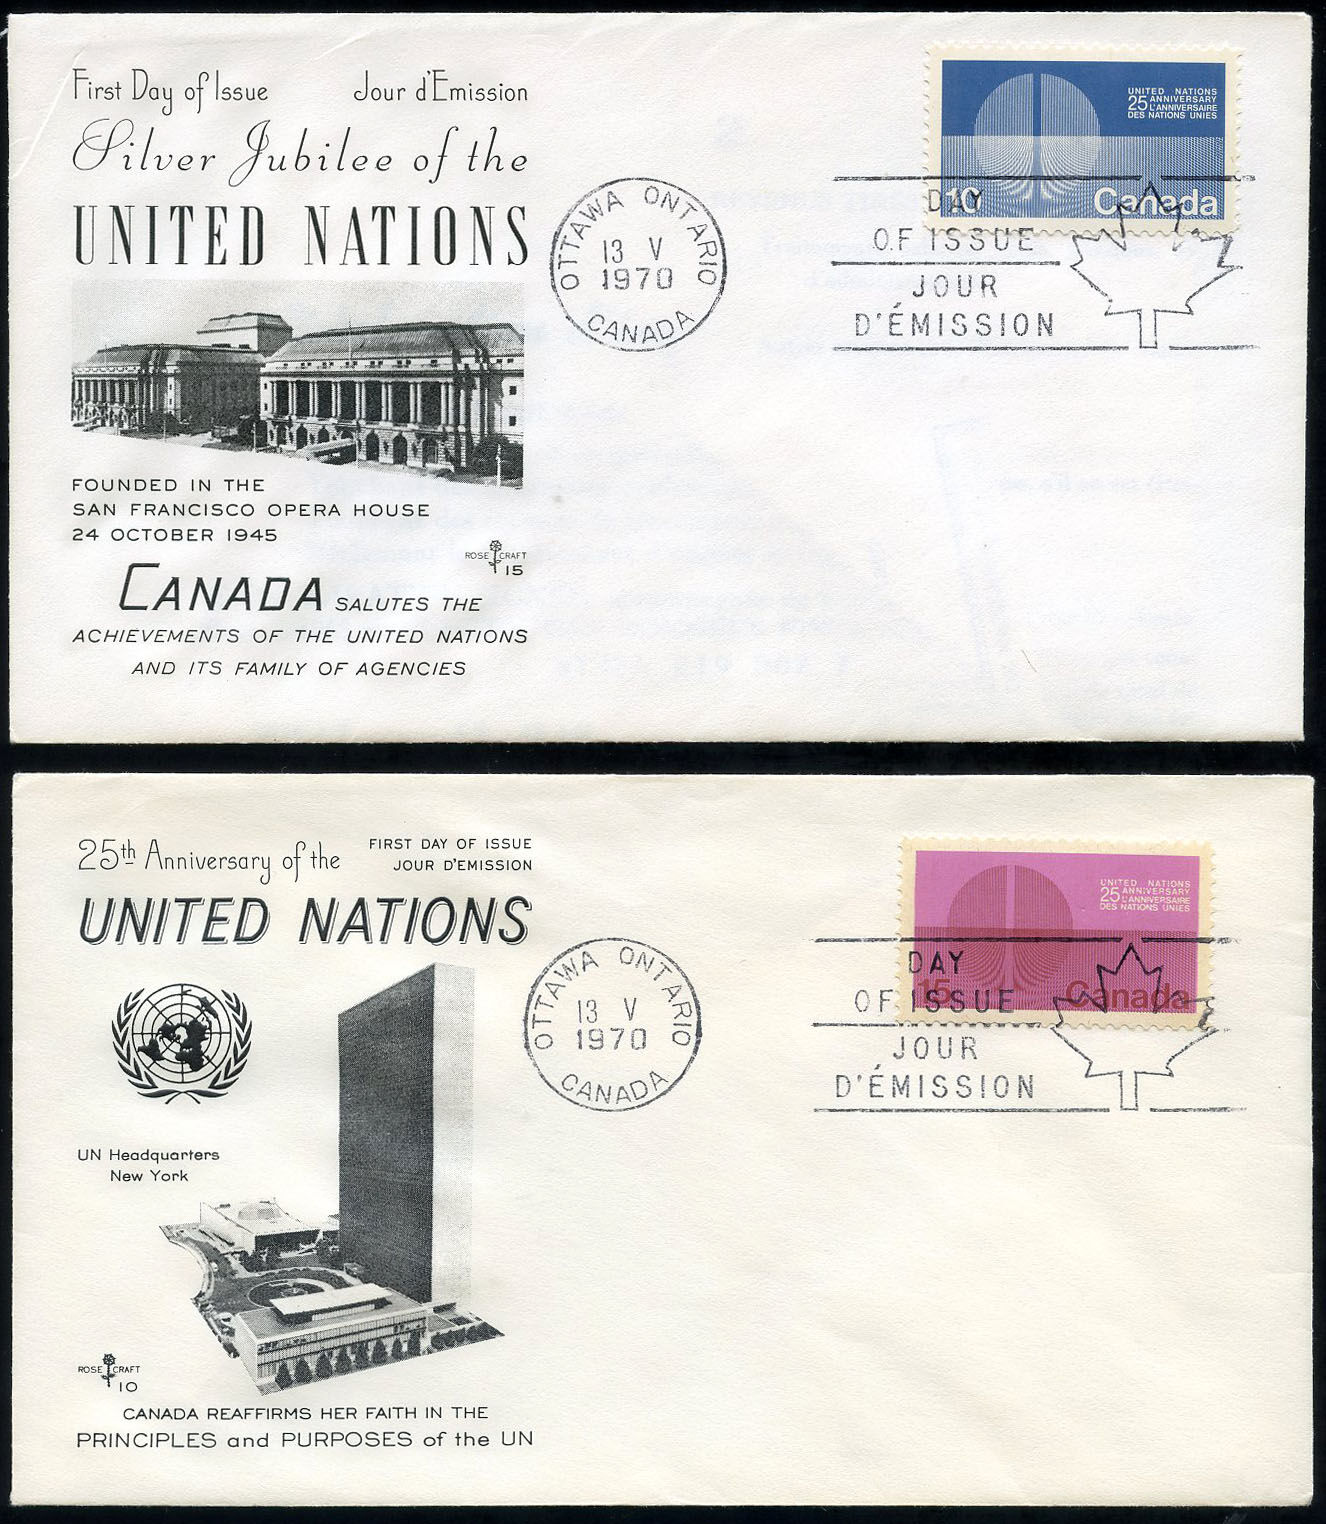 First Day of Issue Jour d'Emission
Silver Jubilee of the
UNITED NATIONS
FOUNDED IN THE
SAN FRANCISCO OPERA HOUSE
24 OCTOBER 1945
ROSE CRAFT
15
CANADA SALUTES THE
ACHIEVEMENTS OF THE UNITED NATIONS
AND ITS FAMILY OF AGENCIES
OTTAWA ONTARIO
13 V
1970
CANADA
UNITED NATIONS
25 ANNIVERSARY
L'ANNIVERSAIRE
DES NATIONS UNIES
10 Canada
DAY
OF ISSUE
JOUR
D'ÉMISSION
25th Anniversary of the
FIRST DAY OF ISSUE
JOUR D'EMISSION
UNITED NATIONS
UN Headquarters
New York
ROSE CRAFT
10
CANADA REAFFIRMS HER FAITH IN THE
PRINCIPLES and PURPOSES of the UN
OTTAWA ONTARIO
13 V
1970
CANADA
UNITED NATIONS
25 ANNIVERSARY
L'ANNIVERSAIRE
DES NATIONS UNIES
15 Canada
DAY
OF ISSUE
JOUR
D'ÉMISSION